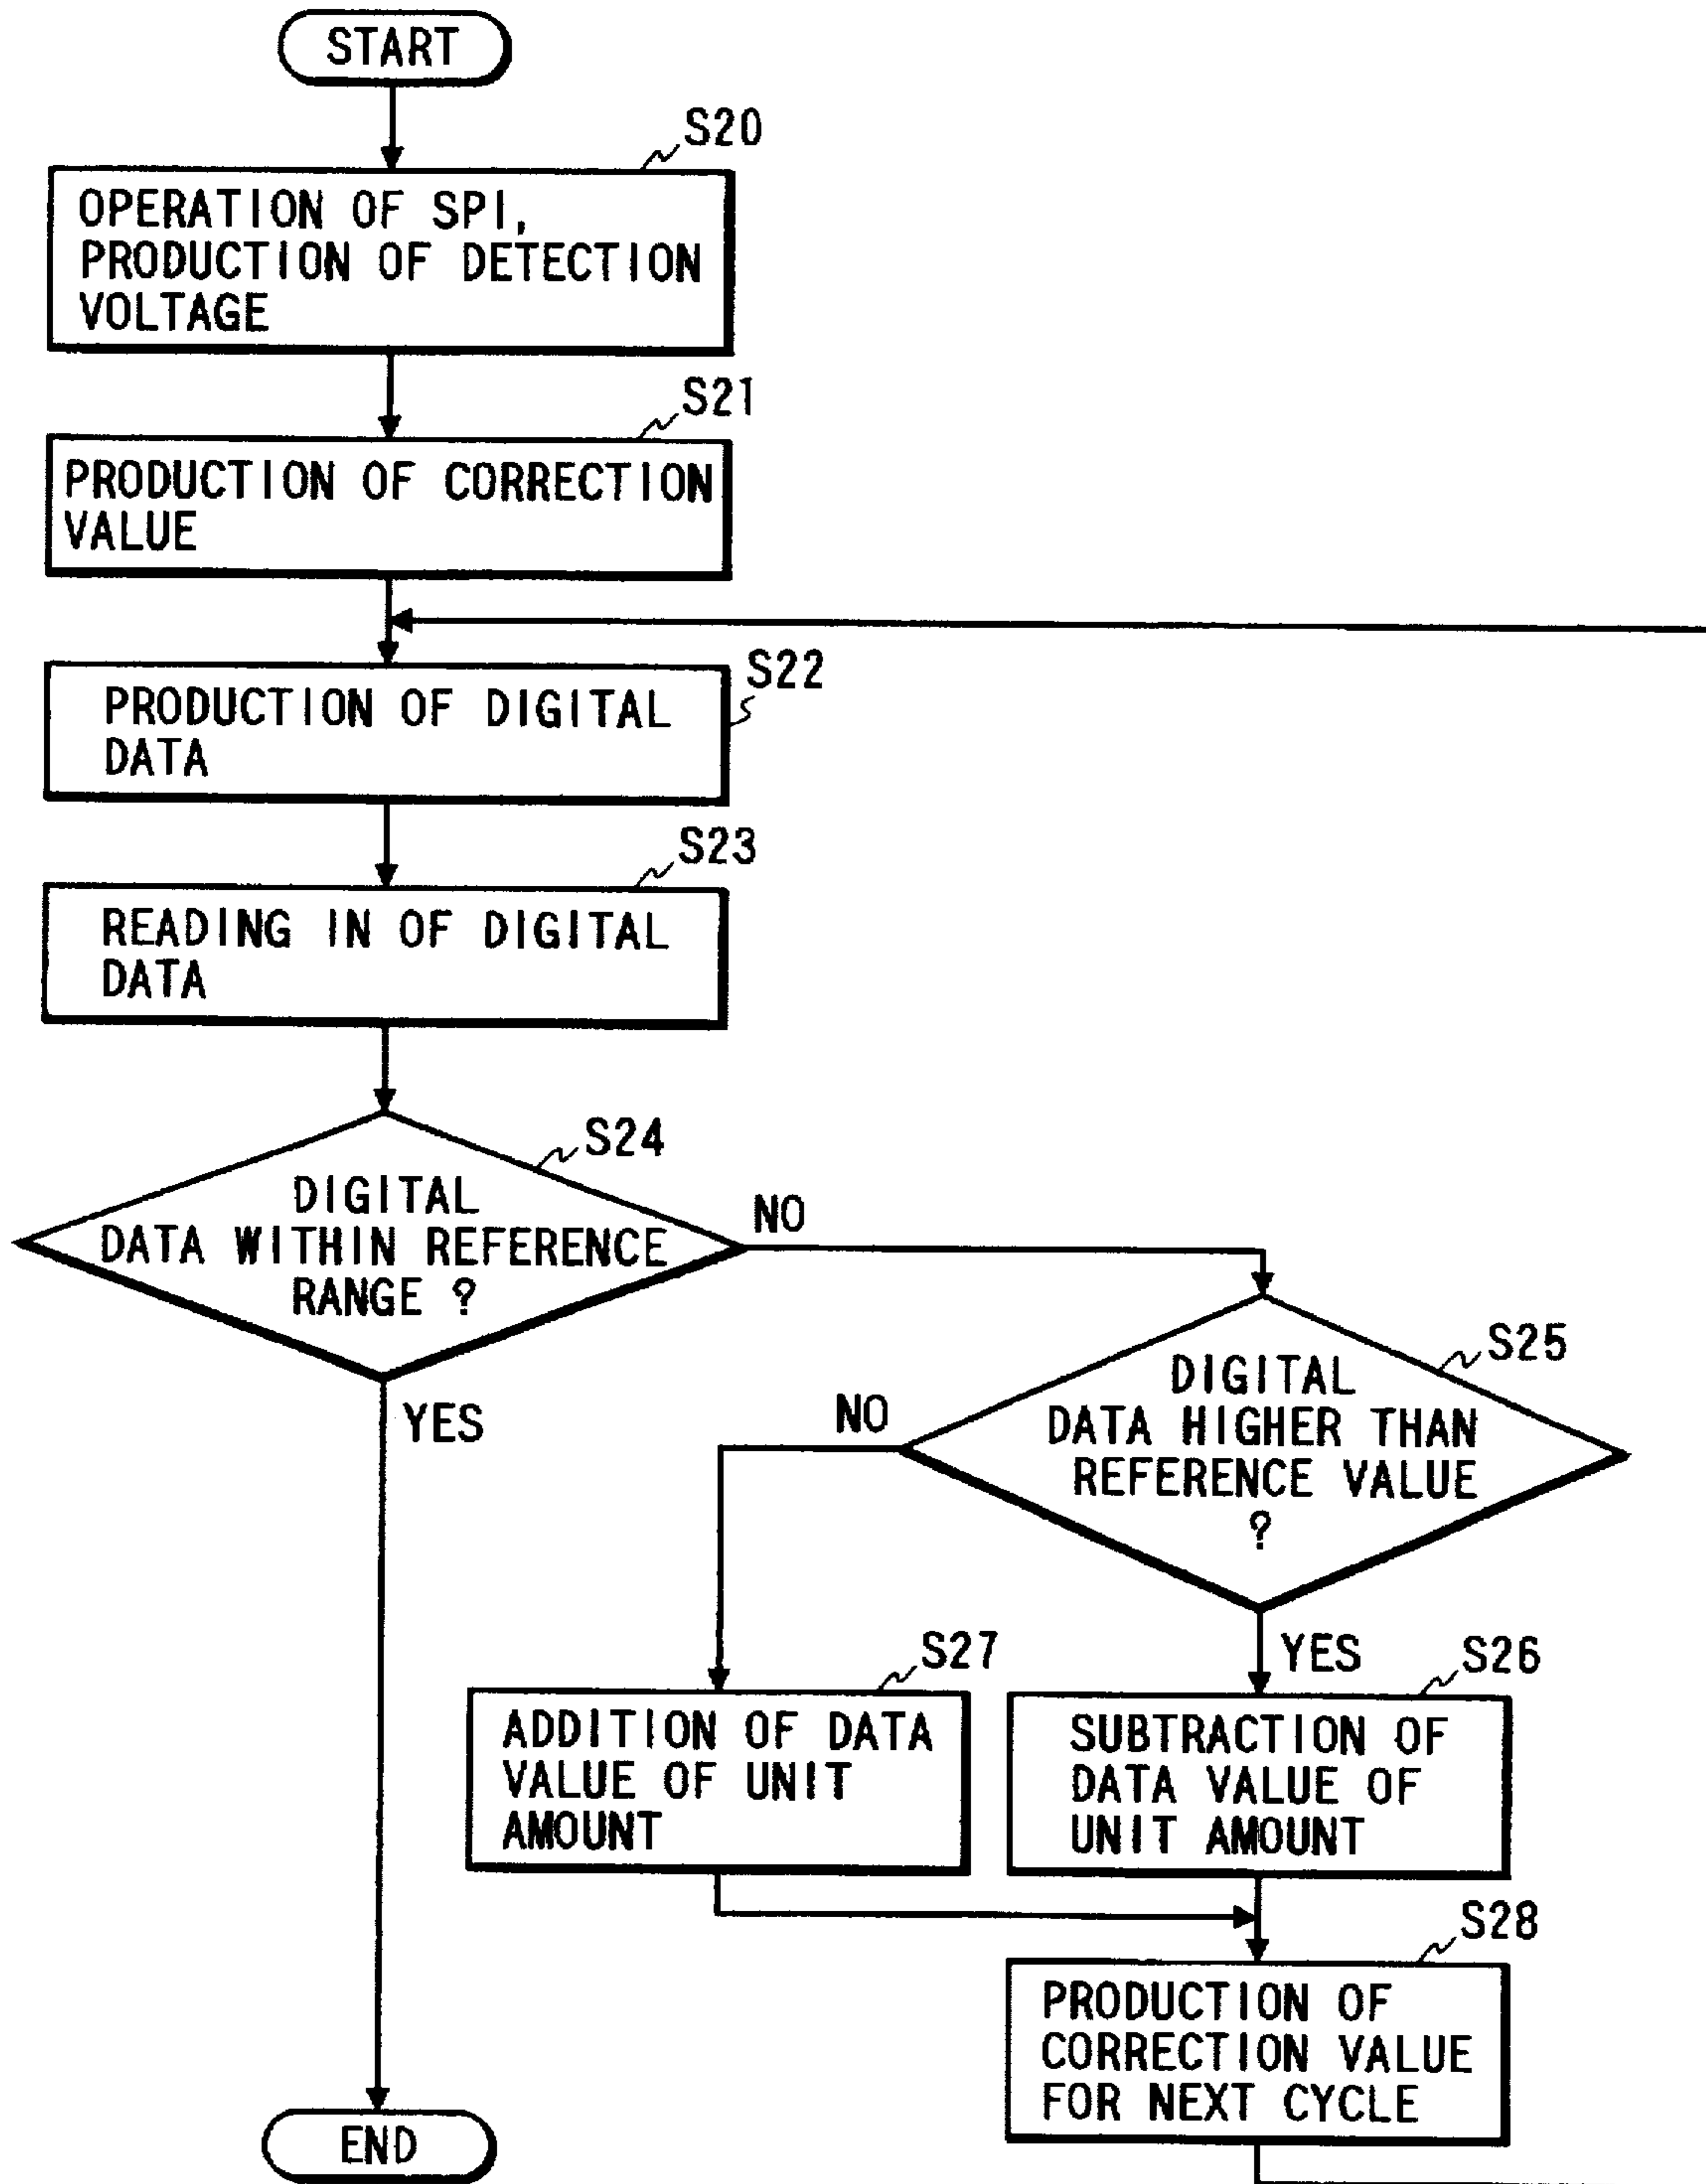 START
S20
OPERATION OF SPI,
PRODUCTION OF DETECTION
VOLTAGE
S21
PRODUCTION OF CORRECTION
VALUE
S22
PRODUCTION OF DIGITAL
DATA
S23
READING IN OF DIGITAL
DATA
S24
DIGITAL
DATA WITHIN REFERENCE
RANGE ?
NO
YES
S25
DIGITAL
DATA HIGHER THAN
REFERENCE VALUE
?
NO
YES
S27
ADDITION OF DATA
VALUE OF UNIT
AMOUNT
S26
SUBTRACTION OF
DATA VALUE OF
UNIT AMOUNT
S28
PRODUCTION OF
CORRECTION VALUE
FOR NEXT CYCLE
END